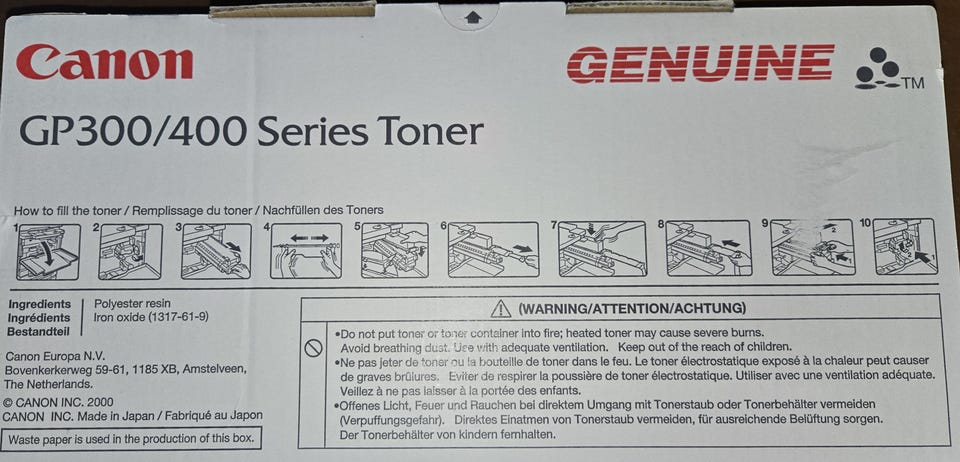 Canon
GENUINE
TM
GP300/400 Series Toner
How to fill the toner / Remplissage du toner / Nachfüllen des Toners
1 2 3 4 5 6 7 8 9 10
Ingredients
Ingrédients
Bestandteil
Polyester resin
Iron oxide (1317-61-9)
Canon Europa N.V.
Bovenkerkerweg 59-61, 1185 XB, Amstelveen,
The Netherlands.
© CANON INC. 2000
CANON INC. Made in Japan / Fabriqué au Japon
Waste paper is used in the production of this box.
(WARNING/ATTENTION/ACHTUNG)
•Do not put toner or toner container into fire; heated toner may cause severe burns.
Avoid breathing dust. Use with adequate ventilation. Keep out of the reach of children.
•Ne pas jeter de toner ou la bouteille de toner dans le feu. Le toner électrostatique exposé à la chaleur peut causer
de graves brûlures. Eviter de respirer la poussière de toner électrostatique. Utiliser avec une ventilation adéquate.
Veillez à ne pas laisser à la portée des enfants.
•Offenes Licht, Feuer und Rauchen bei direktem Umgang mit Tonerstaub oder Tonerbehälter vermeiden
(Verpuffungsgefahr). Direktes Einatmen von Tonerstaub vermeiden, für ausreichende Belüftung sorgen.
Der Tonerbehälter von kindern fernhalten.